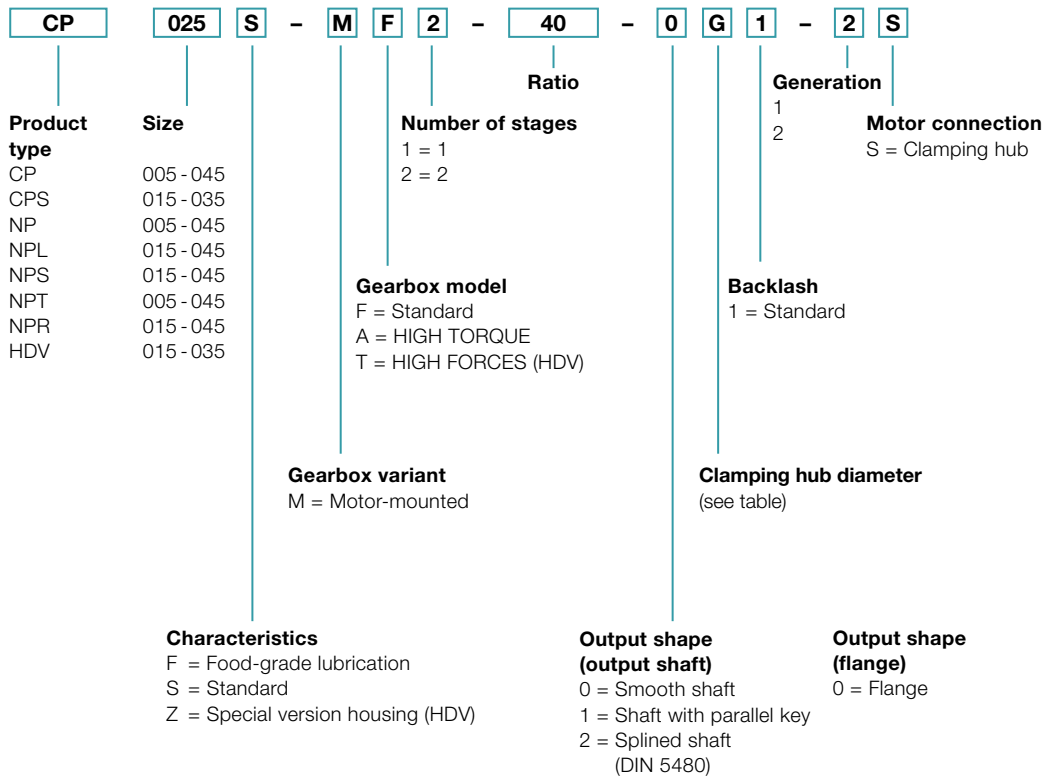 CP 025 S – M F 2 – 40 – 0 G 1 – 2 S
Ratio
Generation
1
2
Product
type
CP
CPS
NP
NPL
NPS
NPT
NPR
HDV
Size
005 - 045
015 - 035
005 - 045
015 - 045
015 - 045
005 - 045
015 - 045
015 - 035
Number of stages
1 = 1
2 = 2
Motor connection
S = Clamping hub
Gearbox model
F = Standard
A = HIGH TORQUE
T = HIGH FORCES (HDV)
Backlash
1 = Standard
Gearbox variant
M = Motor-mounted
Clamping hub diameter
(see table)
Characteristics
F = Food-grade lubrication
S = Standard
Z = Special version housing (HDV)
Output shape
(output shaft)
0 = Smooth shaft
1 = Shaft with parallel key
2 = Splined shaft
(DIN 5480)
Output shape
(flange)
0 = Flange